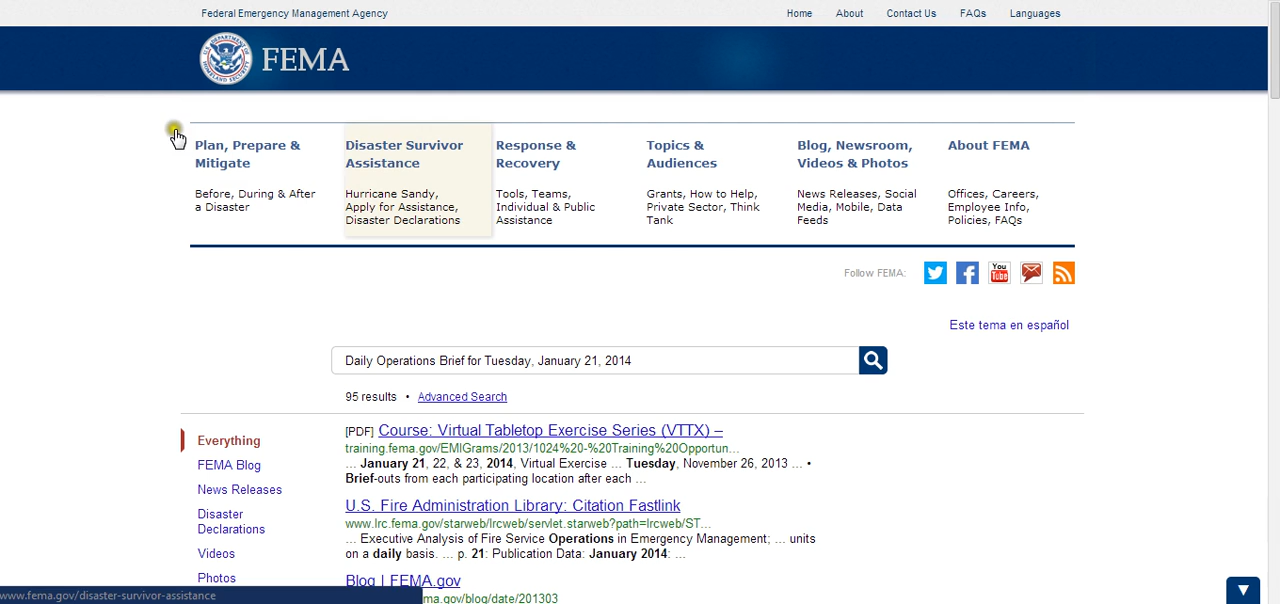 Federal Emergency Management Agency
Home About Contact Us FAQs Languages
FEMA
Plan, Prepare &
Mitigate
Before, During & After
a Disaster
Disaster Survivor
Assistance
Hurricane Sandy,
Apply for Assistance,
Disaster Declarations
Response &
Recovery
Tools, Teams,
Individual & Public
Assistance
Topics &
Audiences
Grants, How to Help,
Private Sector, Think
Tank
Blog, Newsroom,
Videos & Photos
News Releases, Social
Media, Mobile, Data
Feeds
About FEMA
Offices, Careers,
Employee Info,
Policies, FAQs
Follow FEMA:
You
Tube
Este tema en español
Daily Operations Brief for Tuesday, January 21, 2014
95 results • Advanced Search
Everything
FEMA Blog
News Releases
Disaster
Declarations
Videos
Photos
[PDF] Course: Virtual Tabletop Exercise Series (VTTX) –
training.fema.gov/EMIGrams/2013/1024%20-%20Training%20Opportun...
... January 21, 22, & 23, 2014, Virtual Exercise ... Tuesday, November 26, 2013 ... •
Brief-outs from each participating location after each ...
U.S. Fire Administration Library: Citation Fastlink
www.lrc.fema.gov/starweb/lrcweb/servlet.starweb?path=lrcweb/ST...
... Executive Analysis of Fire Service Operations in Emergency Management; ... units
on a daily basis. ... p. 21: Publication Data: January 2014: ...
Blog | FEMA.gov
ma.gov/blog/date/201303
www.fema.gov/disaster-survivor-assistance